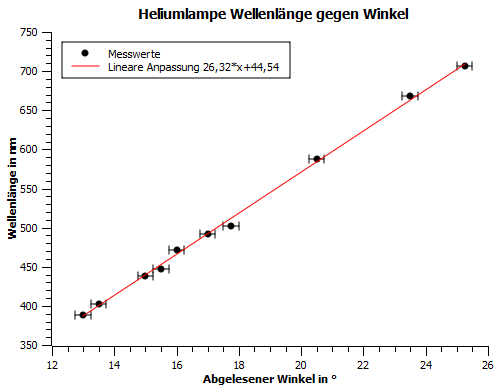 Heliumlampe Wellenlänge gegen Winkel
Messwerte
Lineare Anpassung 26,32*x+44,54
Wellenlänge in nm
750
700
650
600
550
500
450
400
350
12 14 16 18 20 22 24 26
Abgelesener Winkel in °